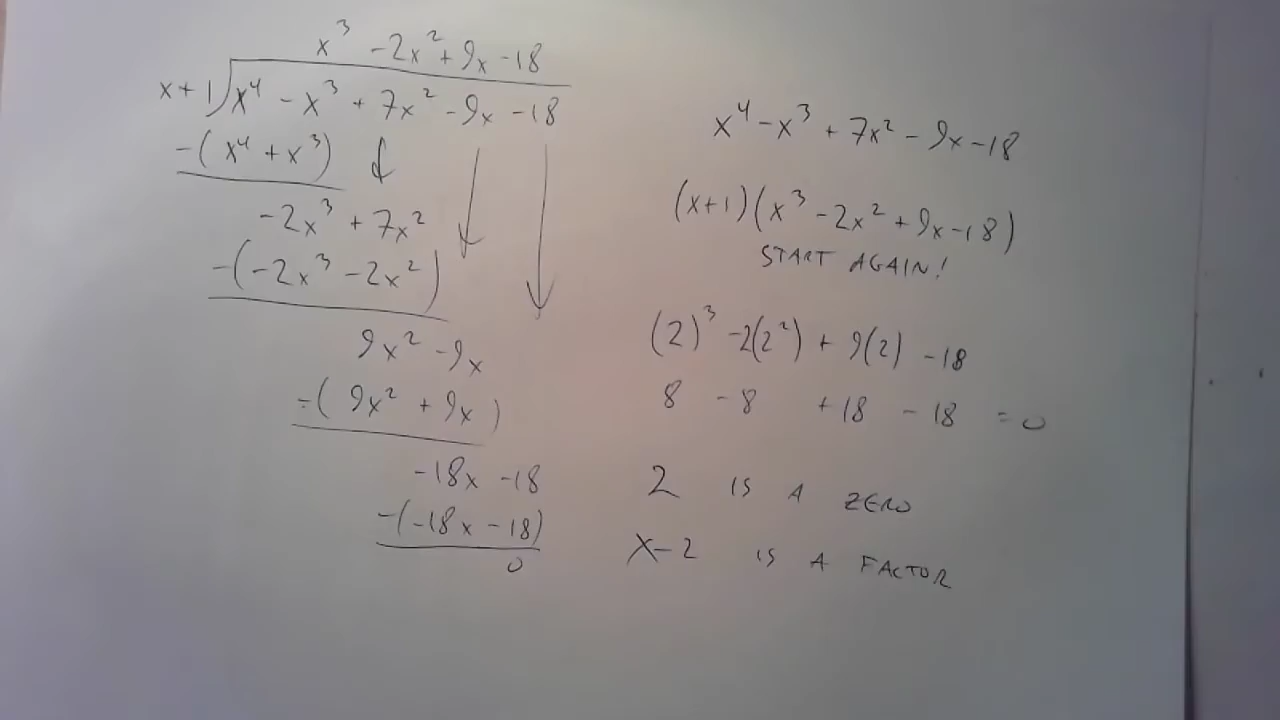 x³ -2x² + 9x -18
x + 1 ) x⁴ - x³ + 7x² - 9x - 18
-( x⁴ + x³ )
-2x³ + 7x²
-(-2x³ - 2x²)
9x² - 9x
-( 9x² + 9x )
-18x -18
-(-18x - 18)
0
x⁴ - x³ + 7x² - 9x - 18
(x+1)(x³ - 2x² + 9x - 18)
START AGAIN!
(2)³ -2(2²) + 9(2) - 18
8 - 8 + 18 - 18 = 0
2 IS A ZERO
x-2 IS A FACTOR